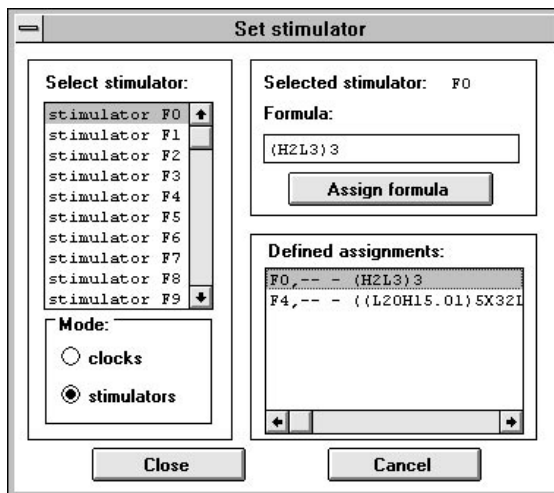 Set stimulator
Select stimulator:
stimulator F0
stimulator F1
stimulator F2
stimulator F3
stimulator F4
stimulator F5
stimulator F6
stimulator F7
stimulator F8
stimulator F9
Mode:
clocks
stimulators
Selected stimulator: F0
Formula:
(H2L3)3
Assign formula
Defined assignments:
F0,-- - (H2L3)3
F4,-- - ((L20H15.01)5X32L
Close
Cancel